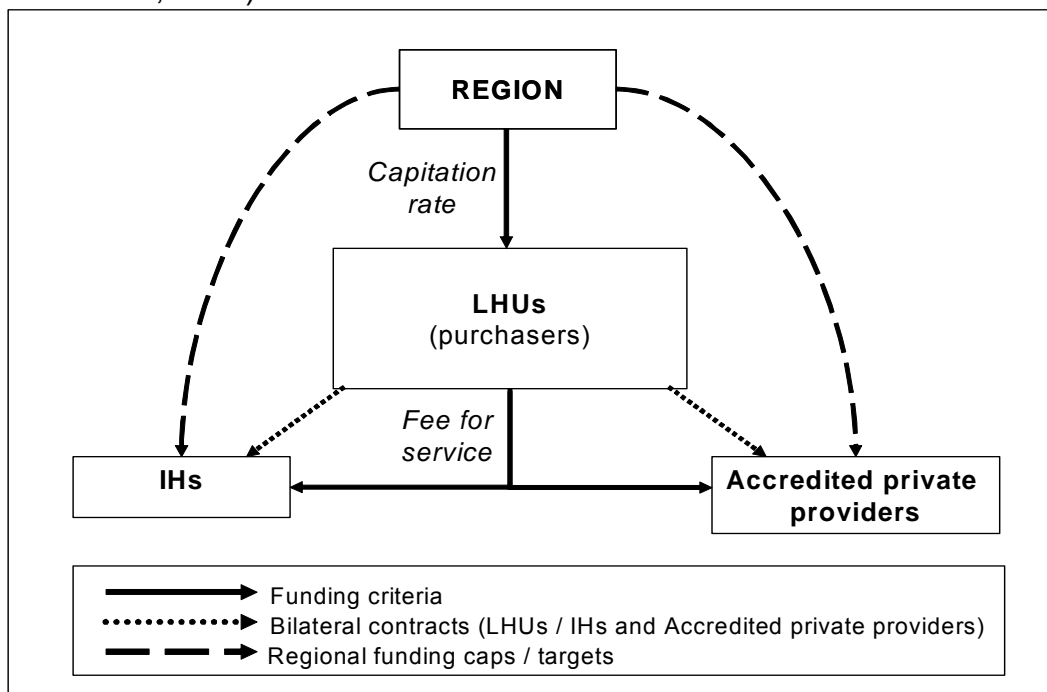 REGION
Capitation
rate
LHUs
(purchasers)
Fee for
service
IHs
Accredited private
providers
Funding criteria
Bilateral contracts (LHUs / IHs and Accredited private providers)
Regional funding caps / targets